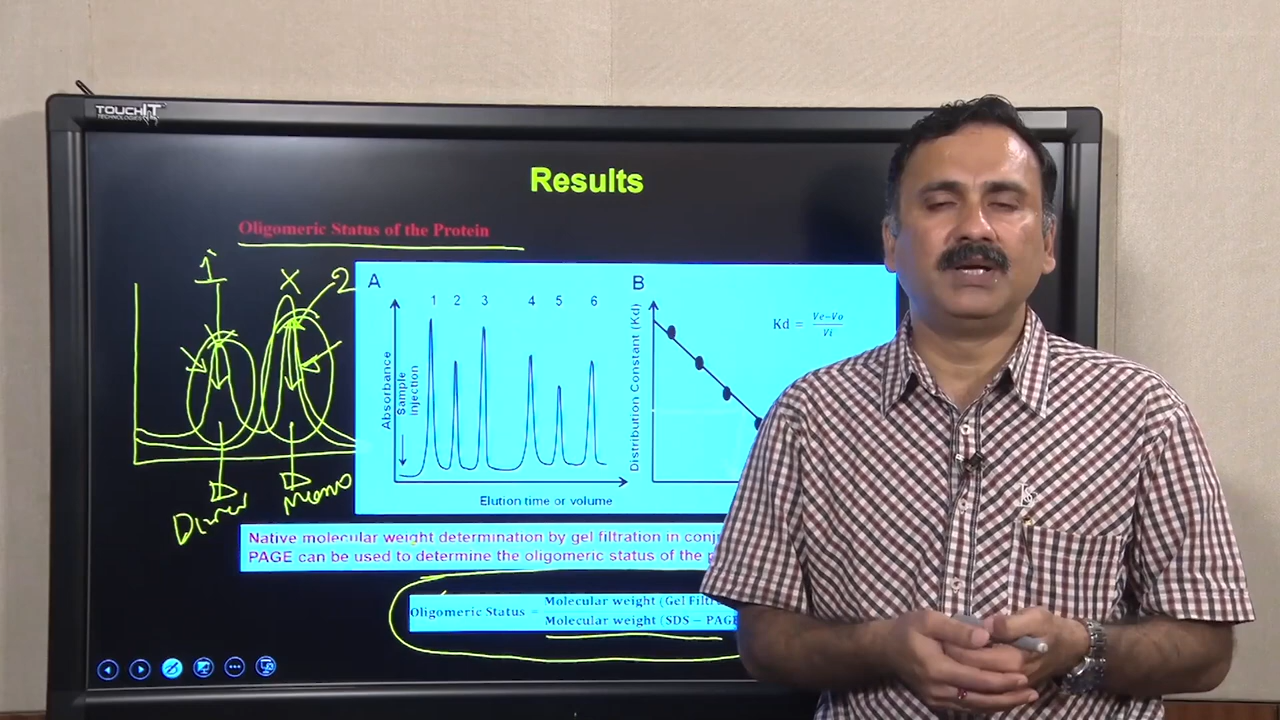 TOUCHIT
TECHNOLOGIES
Results
Oligomeric Status of the Protein
1
X
2
Dimer
Mono
A
1 2 3 4 5 6
Absorbance
Sample
injection
Elution time or volume
B
Distribution Constant (Kd)
Kd = Ve-Vo
Vi
Native molecular weight determination by gel filtration in
PAGE can be used to determine the oligomeric status of the
Oligomeric Status = Molecular weight (Gel
Molecular weight (SDS – PAGE